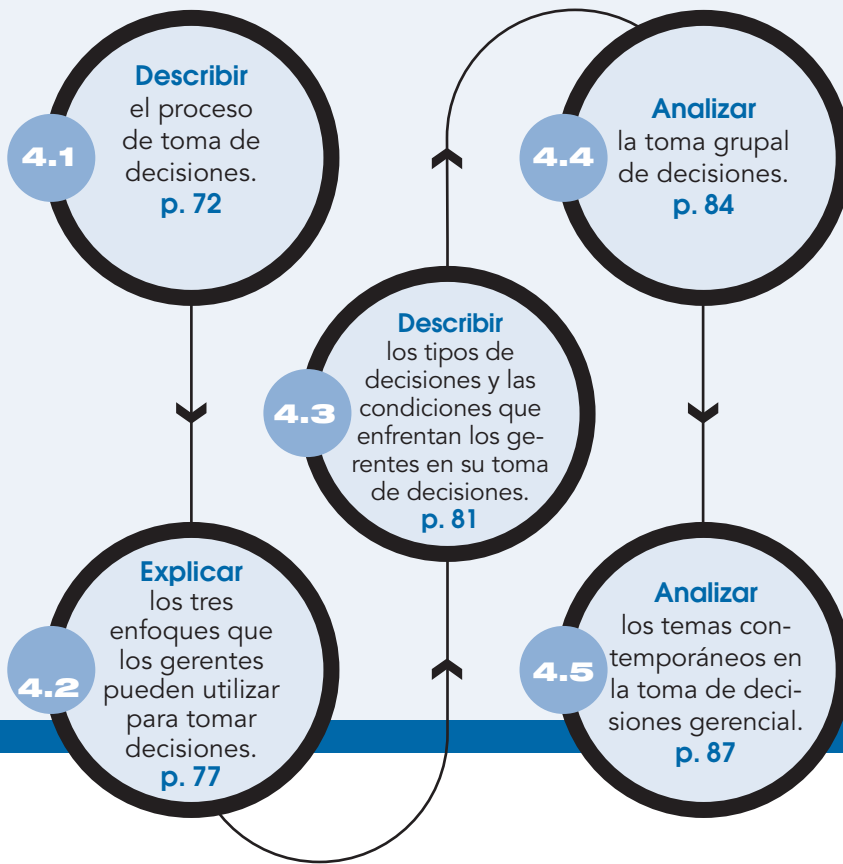 4.1
Describir
el proceso
de toma de
decisiones.
p. 72
4.2
Explicar
los tres
enfoques que
los gerentes
pueden utilizar
para tomar
decisiones.
p. 77
4.3
Describir
los tipos de
decisiones y las
condiciones que
enfrentan los ge-
rentes en su toma
de decisiones.
p. 81
4.4
Analizar
la toma grupal
de decisiones.
p. 84
4.5
Analizar
los temas con-
temporáneos en
la toma de deci-
siones gerencial.
p. 87